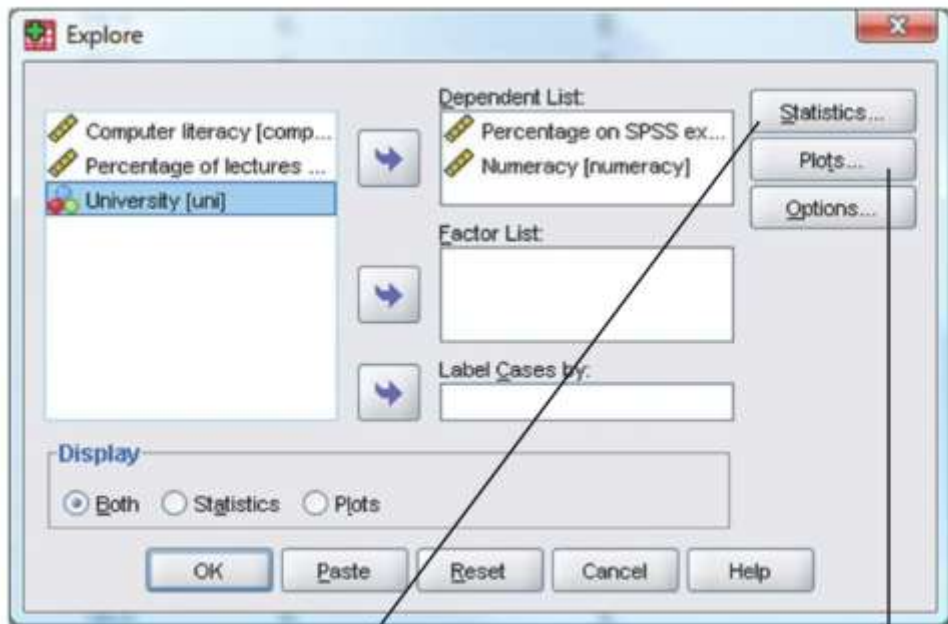 Explore
Dependent List:
Computer literacy [comp...
Percentage of lectures ...
University [uni]
Percentage on SPSS ex...
Numeracy [numeracy]
Statistics...
Plots...
Options...
Factor List:
Label Cases by:
Display
Both Statistics Plots
OK Paste Reset Cancel Help